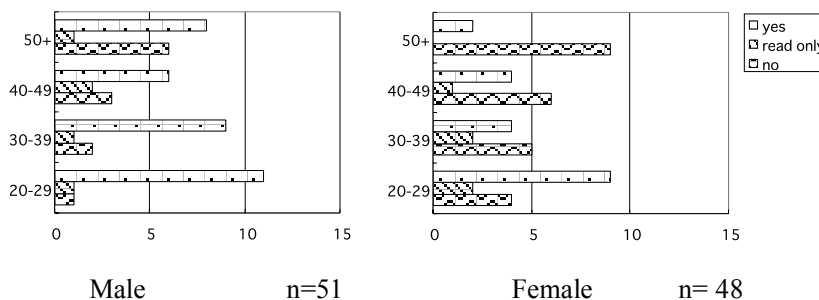 50+
40-49
30-39
20-29
0 5 10 15
Male n=51
50+
40-49
30-39
20-29
0 5 10 15
Female n= 48
yes
read only
no